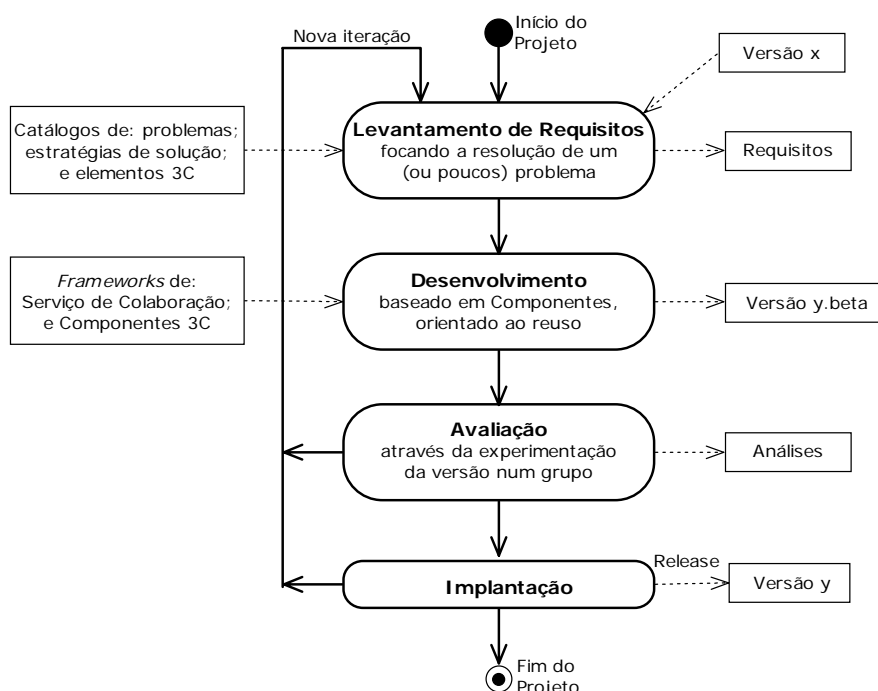 Início do
Projeto
Nova iteração
Versão x
Catálogos de: problemas;
estratégias de solução;
e elementos 3C
Levantamento de Requisitos
focando a resolução de um
(ou poucos) problema
Requisitos
Frameworks de:
Serviço de Colaboração;
e Componentes 3C
Desenvolvimento
baseado em Componentes,
orientado ao reuso
Versão y.beta
Avaliação
através da experimentação
da versão num grupo
Análises
Implantação
Release
Versão y
Fim do
Projeto